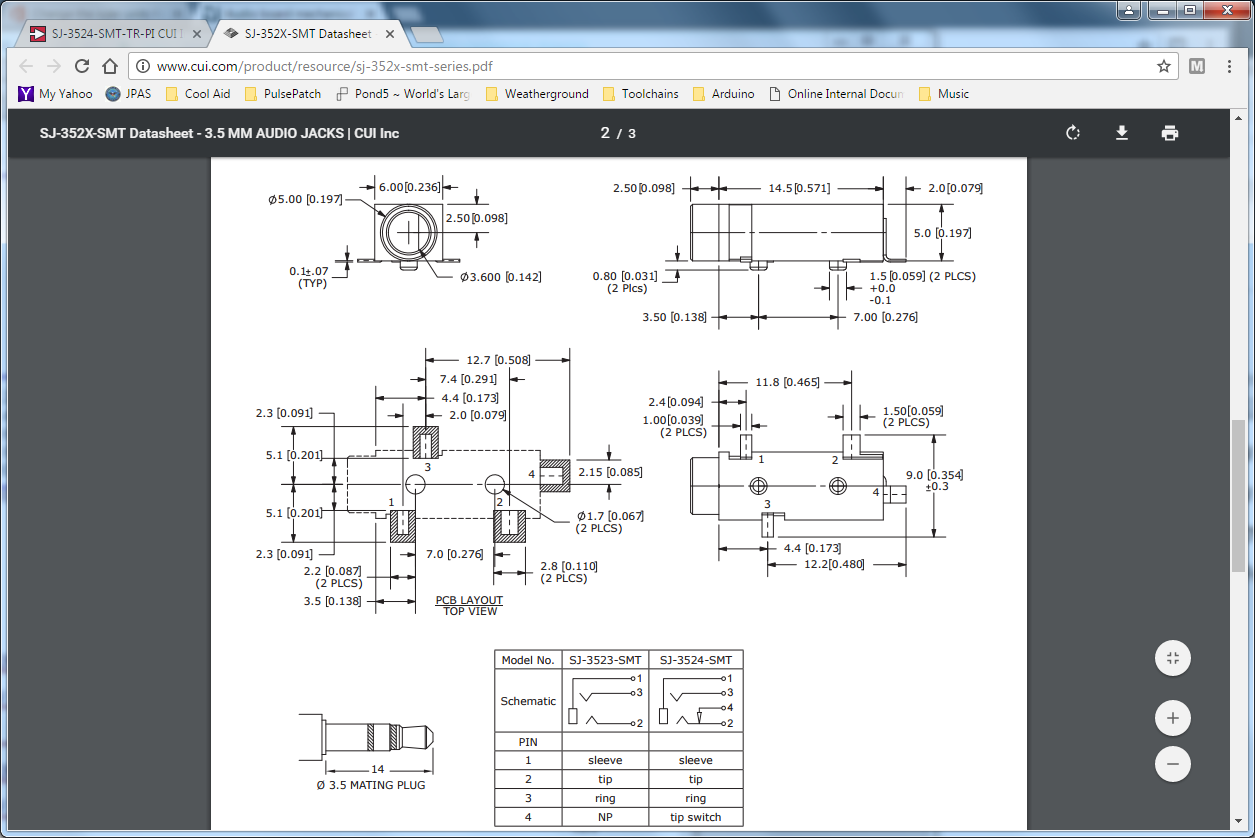 SJ-3524-SMT-TR-PI CUI
SJ-352X-SMT Datasheet
www.cui.com/product/resource/sj-352x-smt-series.pdf
M
My Yahoo
JPAS
Cool Aid
PulsePatch
Pond5 ~ World's Larg
Weatherground
Toolchains
Arduino
Online Internal Docun
Music
SJ-352X-SMT Datasheet - 3.5 MM AUDIO JACKS | CUI Inc
2 / 3
6.00[0.236]
Ø5.00 [0.197]
2.50[0.098]
0.1±.07
(TYP)
Ø3.600 [0.142]
2.50[0.098]
14.5[0.571]
2.0[0.079]
5.0 [0.197]
0.80 [0.031]
(2 Plcs)
1.5[0.059] (2 PLCS)
+0.0
-0.1
3.50 [0.138]
7.00 [0.276]
12.7 [0.508]
7.4 [0.291]
4.4 [0.173]
2.0 [0.079]
2.3 [0.091]
5.1 [0.201]
3
4
2.15 [0.085]
1
2
5.1 [0.201]
Ø1.7 [0.067]
(2 PLCS)
2.3 [0.091]
7.0 [0.276]
2.2 [0.087]
(2 PLCS)
2.8 [0.110]
(2 PLCS)
3.5 [0.138]
PCB LAYOUT
TOP VIEW
11.8 [0.465]
2.4[0.094]
1.00[0.039]
(2 PLCS)
1.50[0.059]
(2 PLCS)
1
2
9.0 [0.354]
±0.3
4
3
4.4 [0.173]
12.2[0.480]
14
Ø 3.5 MATING PLUG
Model No. SJ-3523-SMT SJ-3524-SMT
Schematic
1
3
2
1
3
4
2
PIN
1 sleeve sleeve
2 tip tip
3 ring ring
4 NP tip switch